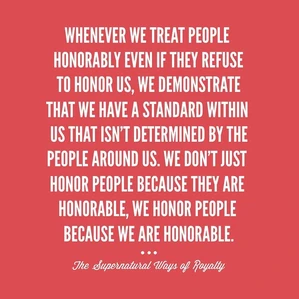 WHENEVER WE TREAT PEOPLE
HONORABLY EVEN IF THEY REFUSE
TO HONOR US, WE DEMONSTRATE
THAT WE HAVE A STANDARD WITHIN
US THAT ISN'T DETERMINED BY THE
PEOPLE AROUND US. WE DON'T JUST
HONOR PEOPLE BECAUSE THEY ARE
HONORABLE, WE HONOR PEOPLE
BECAUSE WE ARE HONORABLE.
The Supernatural Ways of Royalty